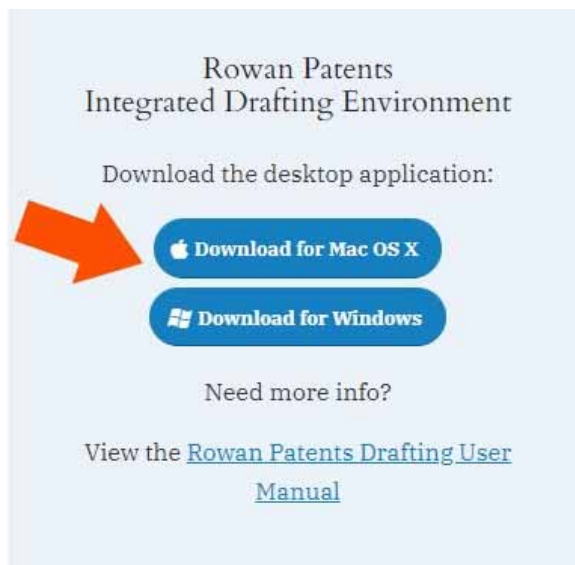 Rowan Patents
Integrated Drafting Environment
Download the desktop application:
Download for Mac OS X
Download for Windows
Need more info?
View the Rowan Patents Drafting User
Manual